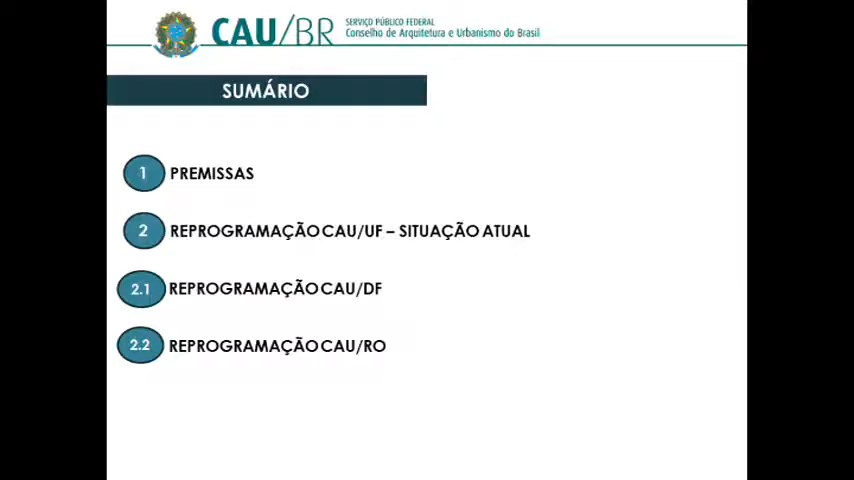 CAU/BR
SERVIÇO PÚBLICO FEDERAL
Conselho de Arquitetura e Urbanismo do Brasil
SUMÁRIO
1 PREMISSAS
2 REPROGRAMAÇÃO CAU/UF – SITUAÇÃO ATUAL
2.1 REPROGRAMAÇÃO CAU/DF
2.2 REPROGRAMAÇÃO CAU/RO